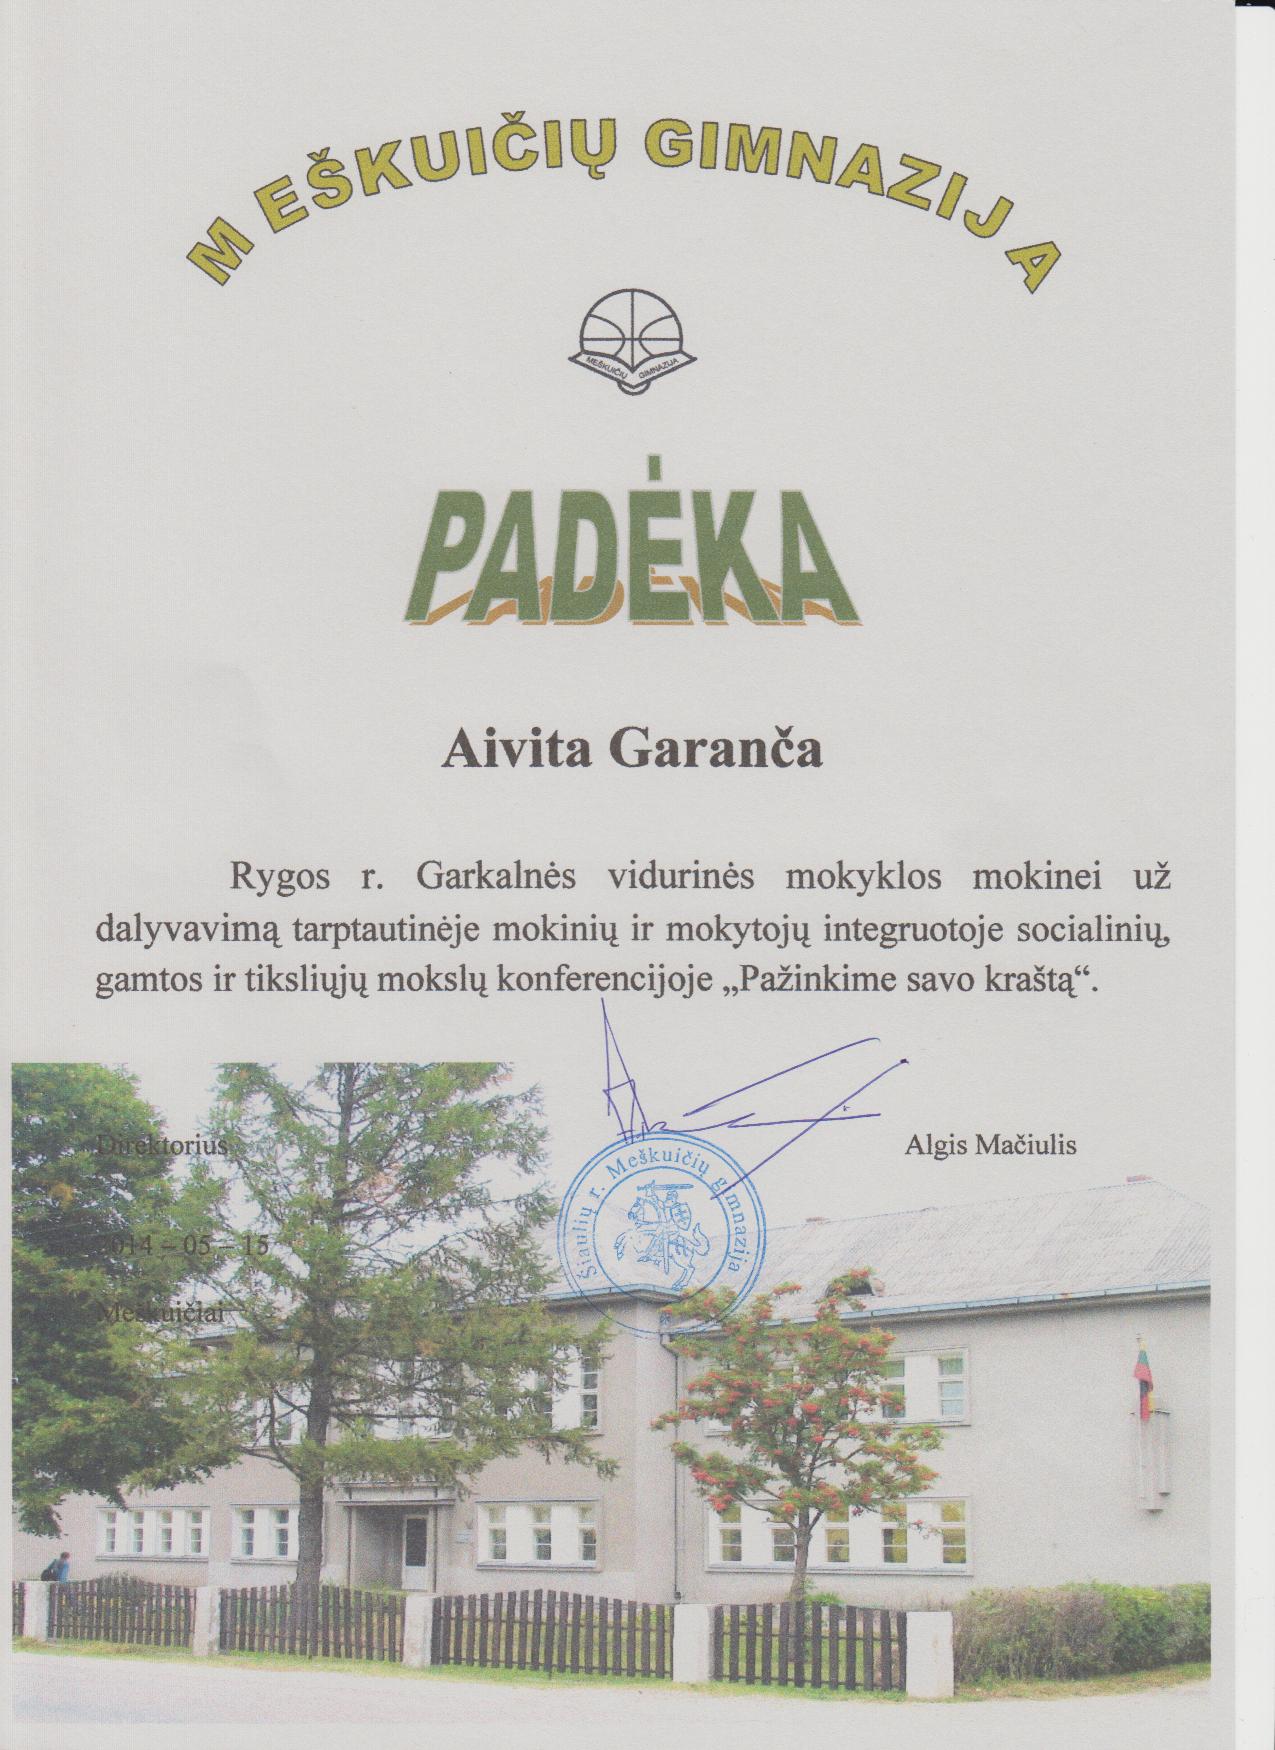 MEŠKUIČIŲ GIMNAZIJA
MEŠKUIČIŲ GIMNAZIJA
PADĖKA
Aivita Garanča
Rygos r. Garkalnės vidurinės mokyklos mokinei už
dalyvavimą tarptautinėje mokinių ir mokytojų integruotoje socialinių,
gamtos ir tiksliųjų mokslų konferencijoje „Pažinkime savo kraštą“.
Direktorius Algis Mačiulis
Šiaulių r. Meškuičių gimnazija
2014 – 05 – 15
Meškuičiai